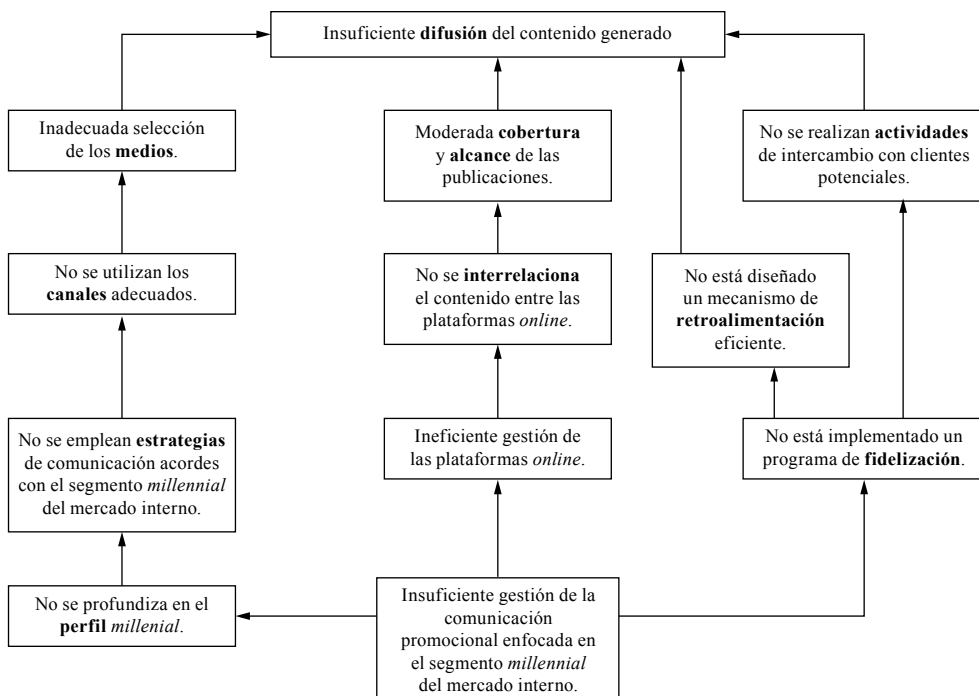 Insuficiente difusión del contenido generado
Inadecuada selección
de los medios.
Moderada cobertura
y alcance de las
publicaciones.
No se realizan actividades
de intercambio con clientes
potenciales.
No se utilizan los
canales adecuados.
No se interrelaciona
el contenido entre las
plataformas online.
No está diseñado
un mecanismo de
retroalimentación
eficiente.
No se emplean estrategias
de comunicación acordes
con el segmento millennial
del mercado interno.
Ineficiente gestión de
las plataformas online.
No está implementado un
programa de fidelización.
No se profundiza en el
perfil millenial.
Insuficiente gestión de la
comunicación
promocional enfocada en
el segmento millennial
del mercado interno.